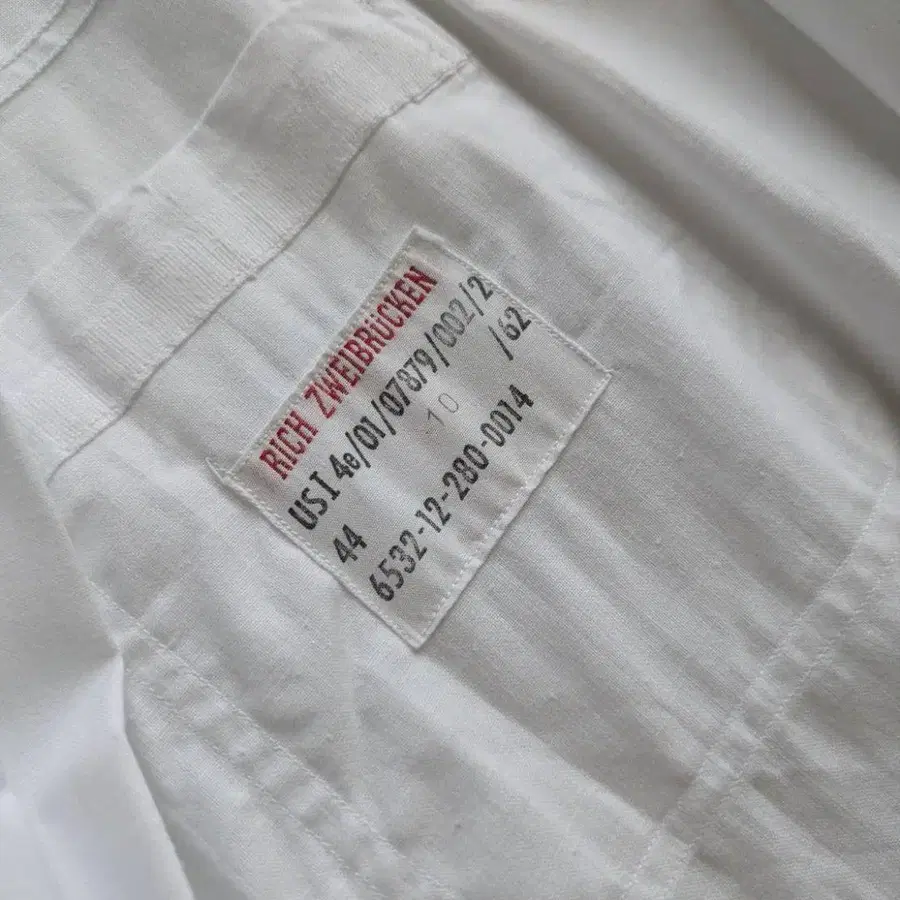 RICH ZWEIBRüCKEN
USI 4e/01/07879/002/2
/62
10
44
6532-12-280-0014